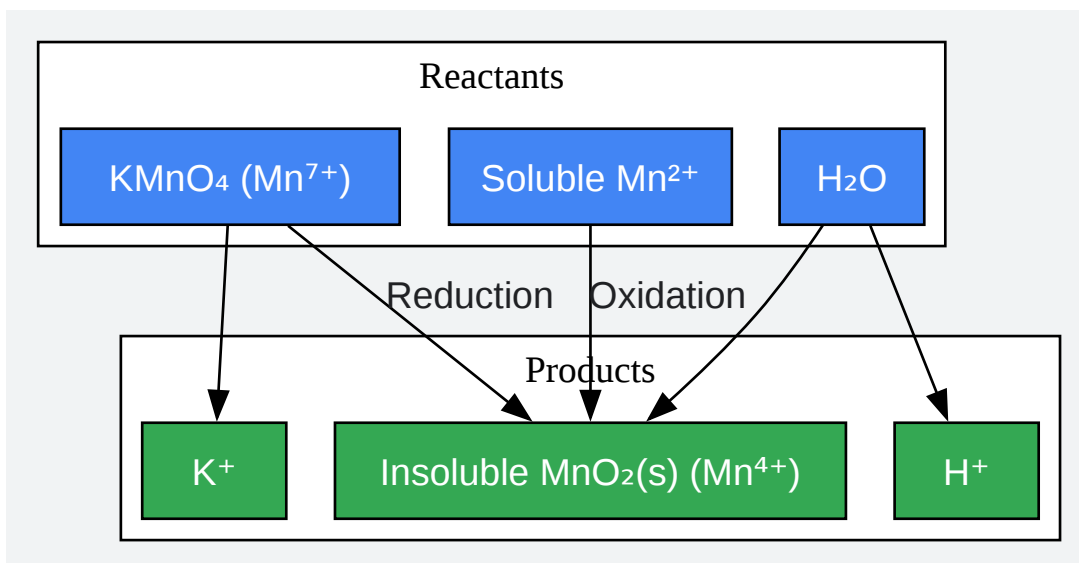 Reactants
KMnO₄ (Mn⁷⁺)
Soluble Mn²⁺
H₂O
Reduction
Oxidation
Products
K⁺
Insoluble MnO₂(s) (Mn⁴⁺)
H⁺